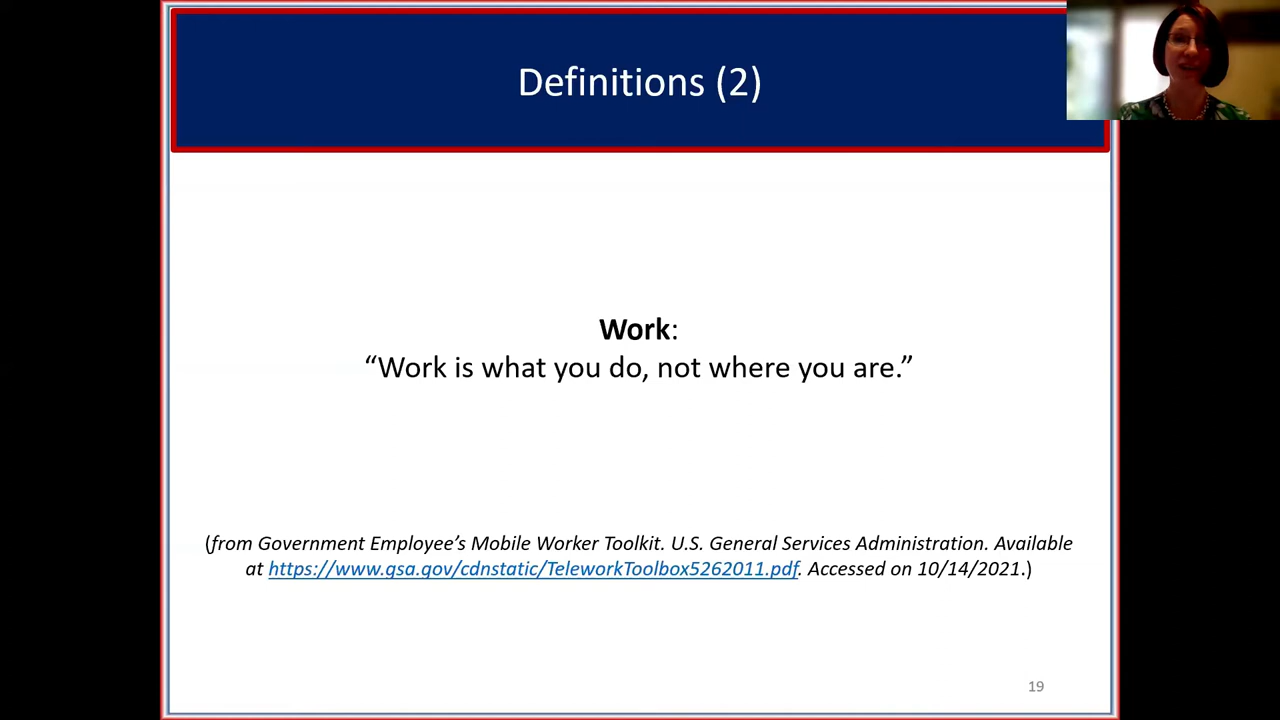 Definitions (2)
Work:
“Work is what you do, not where you are.”
(from Government Employee’s Mobile Worker Toolkit. U.S. General Services Administration. Available
at https://www.gsa.gov/cdnstatic/TeleworkToolbox5262011.pdf. Accessed on 10/14/2021.)
19